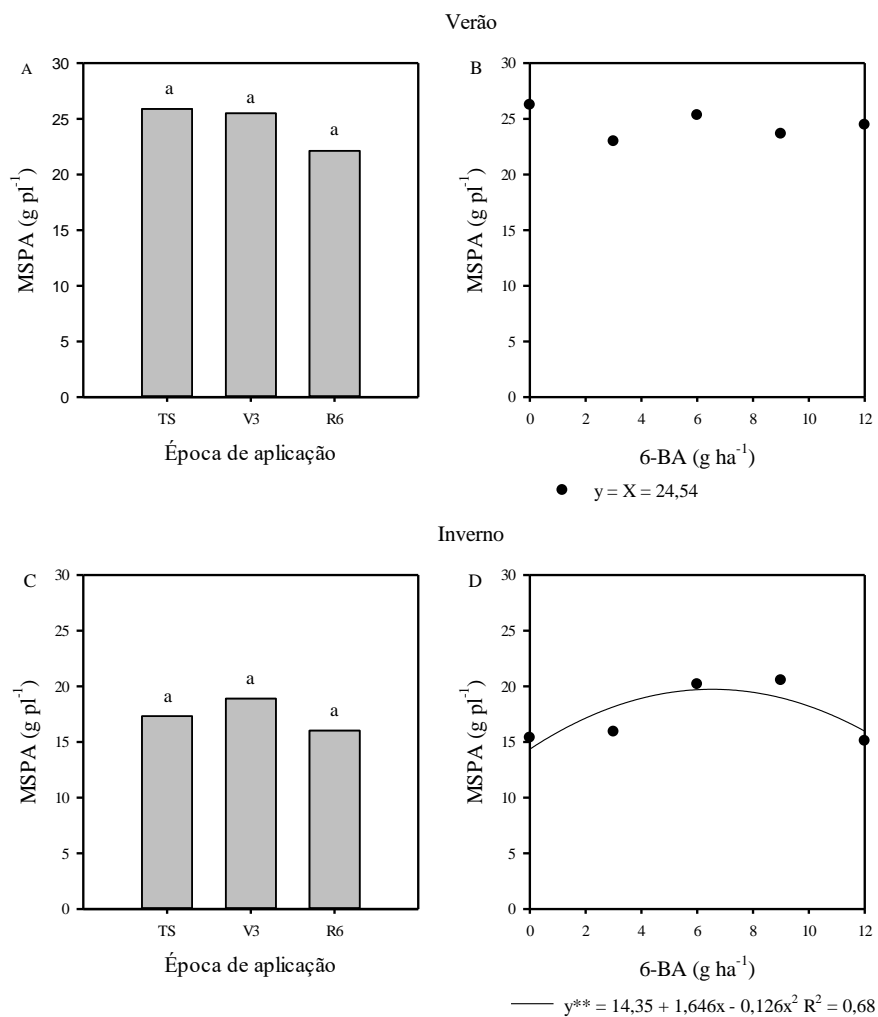 Verão
A
B
30
25
20
15
10
5
0
MSPA (g pl⁻¹)
a
a
a
TS V3 R6
Época de aplicação
30
25
20
15
10
5
0
MSPA (g pl⁻¹)
0 2 4 6 8 10 12
6-BA (g ha⁻¹)
● y = X = 24,54
Inverno
C
D
30
25
20
15
10
5
0
MSPA (g pl⁻¹)
a
a
a
TS V3 R6
Época de aplicação
30
25
20
15
10
5
0
MSPA (g pl⁻¹)
0 2 4 6 8 10 12
6-BA (g ha⁻¹)
y** = 14,35 + 1,646x - 0,126x² R² = 0,68